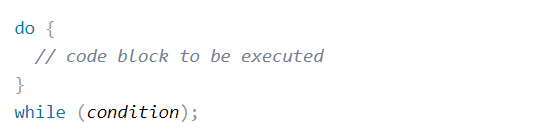 do {
  // code block to be executed
}
while (condition);